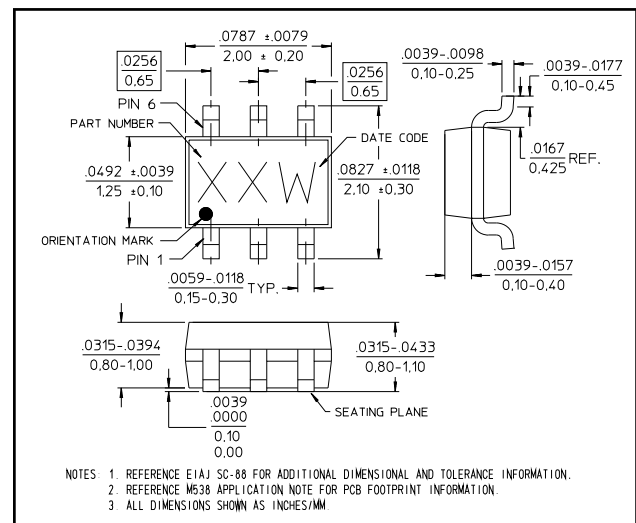 .0787 ±.0079
2,00 ± 0,20
.0256
0,65
.0256
0,65
.0039-.0098
0,10-0,25
.0039-.0177
0,10-0,45
PIN 6
PART NUMBER
DATE CODE
.0167
0,425 REF.
.0492 ±.0039
1,25 ±0,10
XXW
.0827 ±.0118
2,10 ±0,30
ORIENTATION MARK
PIN 1
.0059-.0118
0,15-0,30 TYP.
.0039-.0157
0,10-0,40
.0315-.0394
0,80-1,00
.0315-.0433
0,80-1,10
.0039
.0000
0,10
0,00
SEATING PLANE
NOTES: 1. REFERENCE EIAJ SC-88 FOR ADDITIONAL DIMENSIONAL AND TOLERANCE INFORMATION.
2. REFERENCE M538 APPLICATION NOTE FOR PCB FOOTPRINT INFORMATION.
3. ALL DIMENSIONS SHOWN AS INCHES/MM.